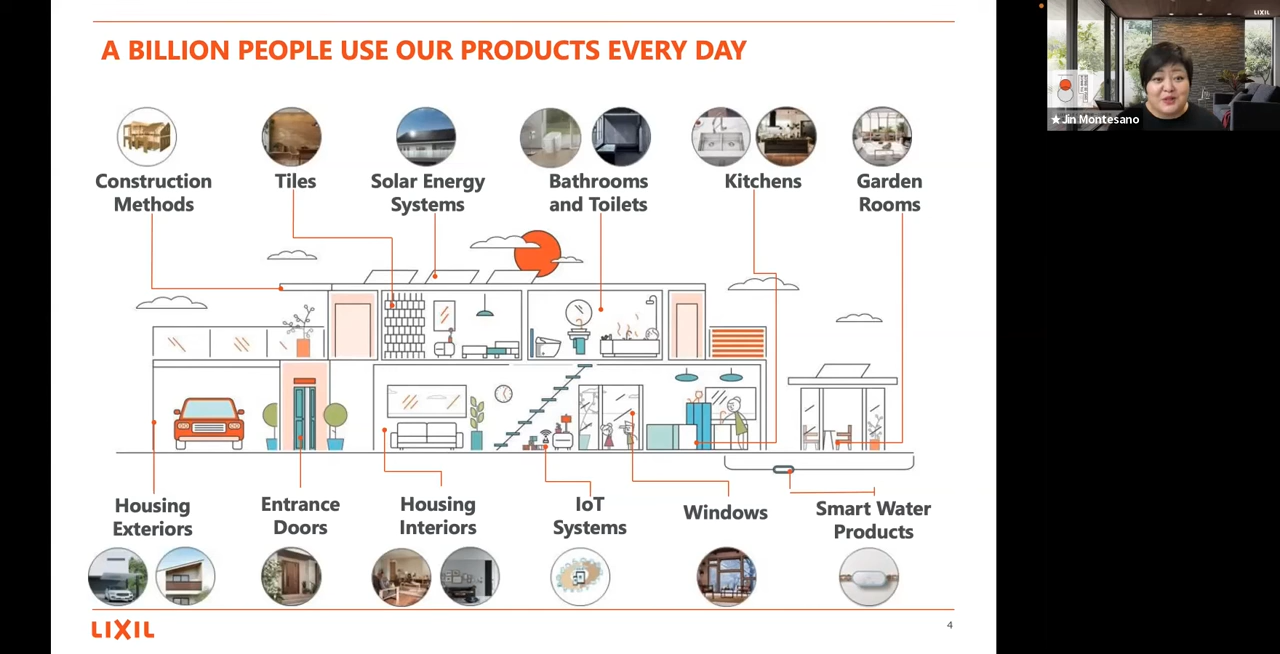 A BILLION PEOPLE USE OUR PRODUCTS EVERY DAY
LIXIL
Jin Montesano
Construction
Methods
Tiles
Solar Energy
Systems
Bathrooms
and Toilets
Kitchens
Garden
Rooms
Housing
Exteriors
Entrance
Doors
Housing
Interiors
IoT
Systems
Windows
Smart Water
Products
LIXIL
4